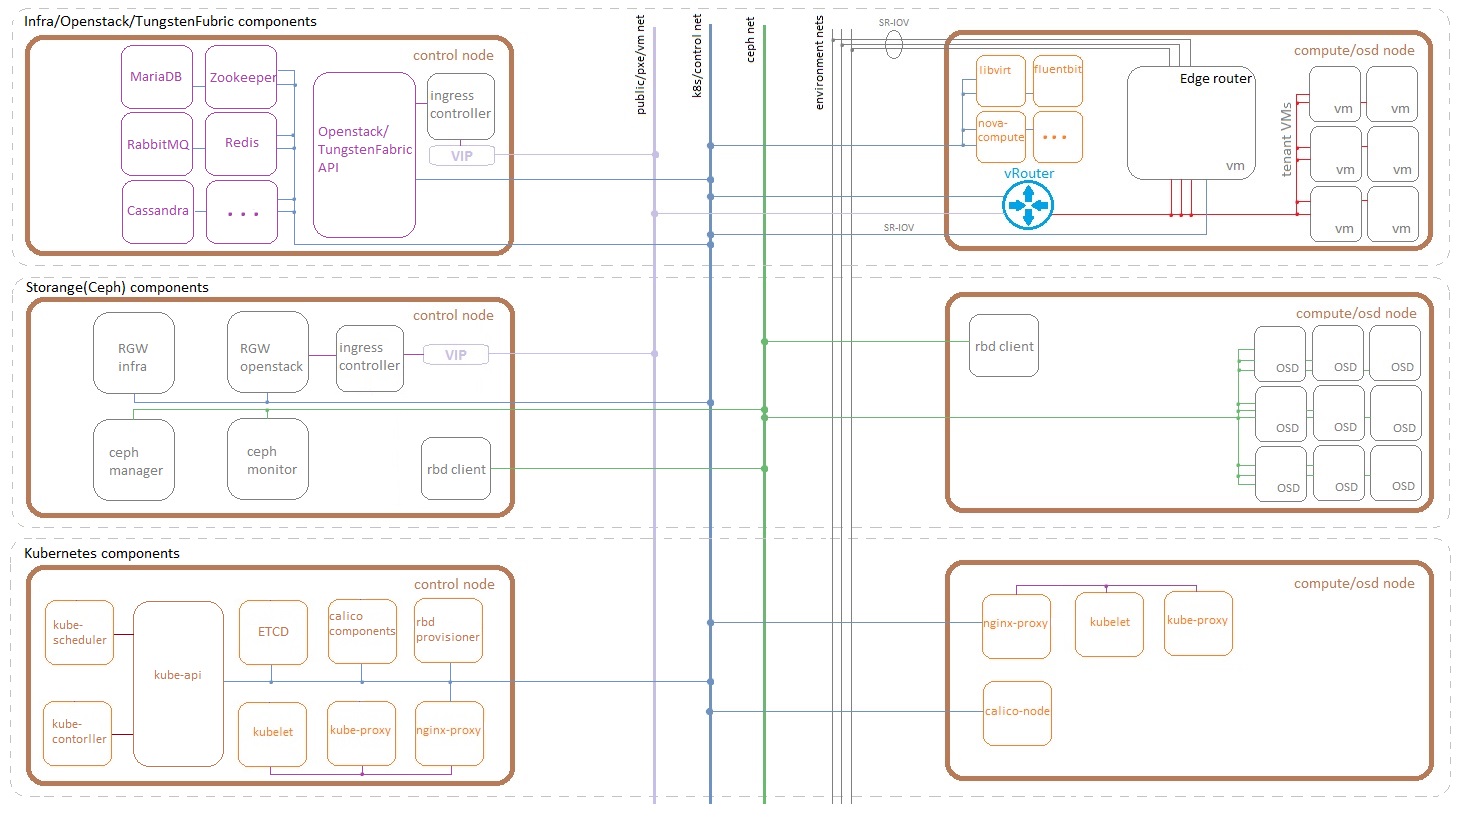 Infra/Openstack/TungstenFubric components
public/pxe/vm net
k8s/control net
ceph net
environment nets
SR-IOV
control node
MariaDB
Zookeeper
RabbitMQ
Redis
Cassandra
...
Openstack/
TungstenFabric
API
ingress
controller
VIP
compute/osd node
libvirt
fluentbit
nova-
compute
...
vRouter
SR-IOV
Edge router
vm
tenant VMs
vm
vm
vm
vm
vm
vm
Storange(Ceph) components
control node
RGW
infra
RGW
openstack
ingress
controller
VIP
ceph
manager
ceph
monitor
rbd client
compute/osd node
rbd client
OSD
OSD
OSD
OSD
OSD
OSD
OSD
OSD
OSD
Kubernetes components
control node
kube-
scheduler
kube-api
ETCD
calico
components
rbd
provisioner
kube-
contorller
kubelet
kube-proxy
nginx-proxy
compute/osd node
nginx-proxy
kubelet
kube-proxy
calico-node